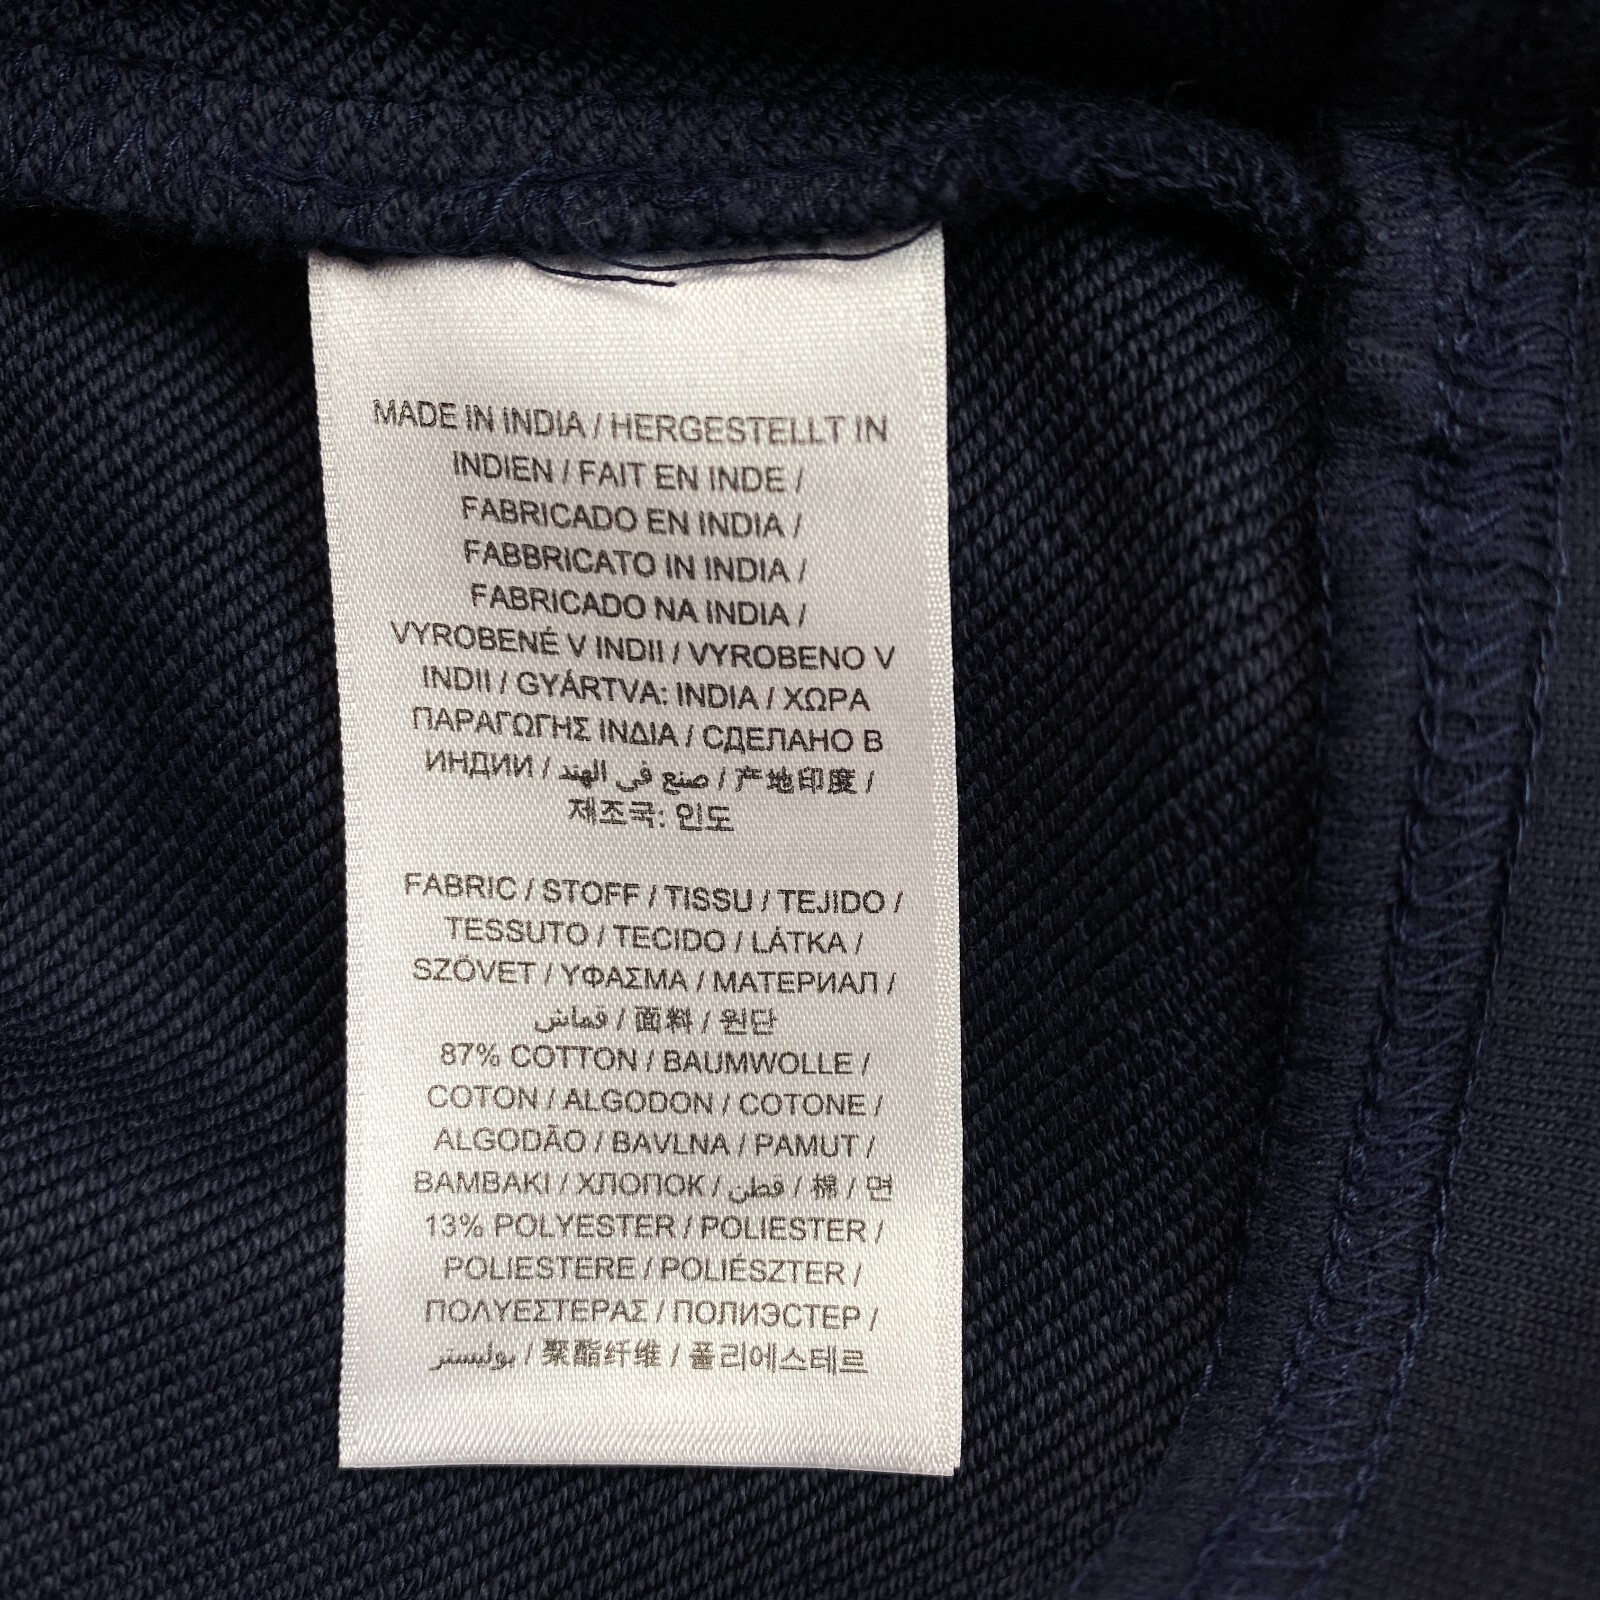 MADE IN INDIA / HERGESTELLT IN
INDIEN / FAIT EN INDE /
FABRICADO EN INDIA /
FABBRICATO IN INDIA /
FABRICADO NA INDIA /
VYROBENÉ V INDII / VYROBENO V
INDII / GYÁRTVA: INDIA / ΧΩΡΑ
ΠΑΡΑΓΩΓΗΣ ΙΝΔΙΑ / СДЕЛАНО В
ИНДИИ / صنع في الهند / 产地印度 /
제조국: 인도
FABRIC / STOFF / TISSU / TEJIDO /
TESSUTO / TECIDO / LÁTKA /
SZÖVET / ΥΦΑΣΜΑ / МАТЕРИАЛ /
قماش / 面料 / 원단
87% COTTON / BAUMWOLLE /
COTON / ALGODON / COTONE /
ALGODÃO / BAVLNA / PAMUT /
ΒΑΜΒΑΚΙ / ХЛОПОК / قطن / 棉 / 면
13% POLYESTER / POLIESTER /
POLIESTERE / POLIÉSZTER /
ΠΟΛΥΕΣΤΕΡΑΣ / ПОЛИЭСТЕР /
بوليستر / 聚酯纤维 / 폴리에스테르